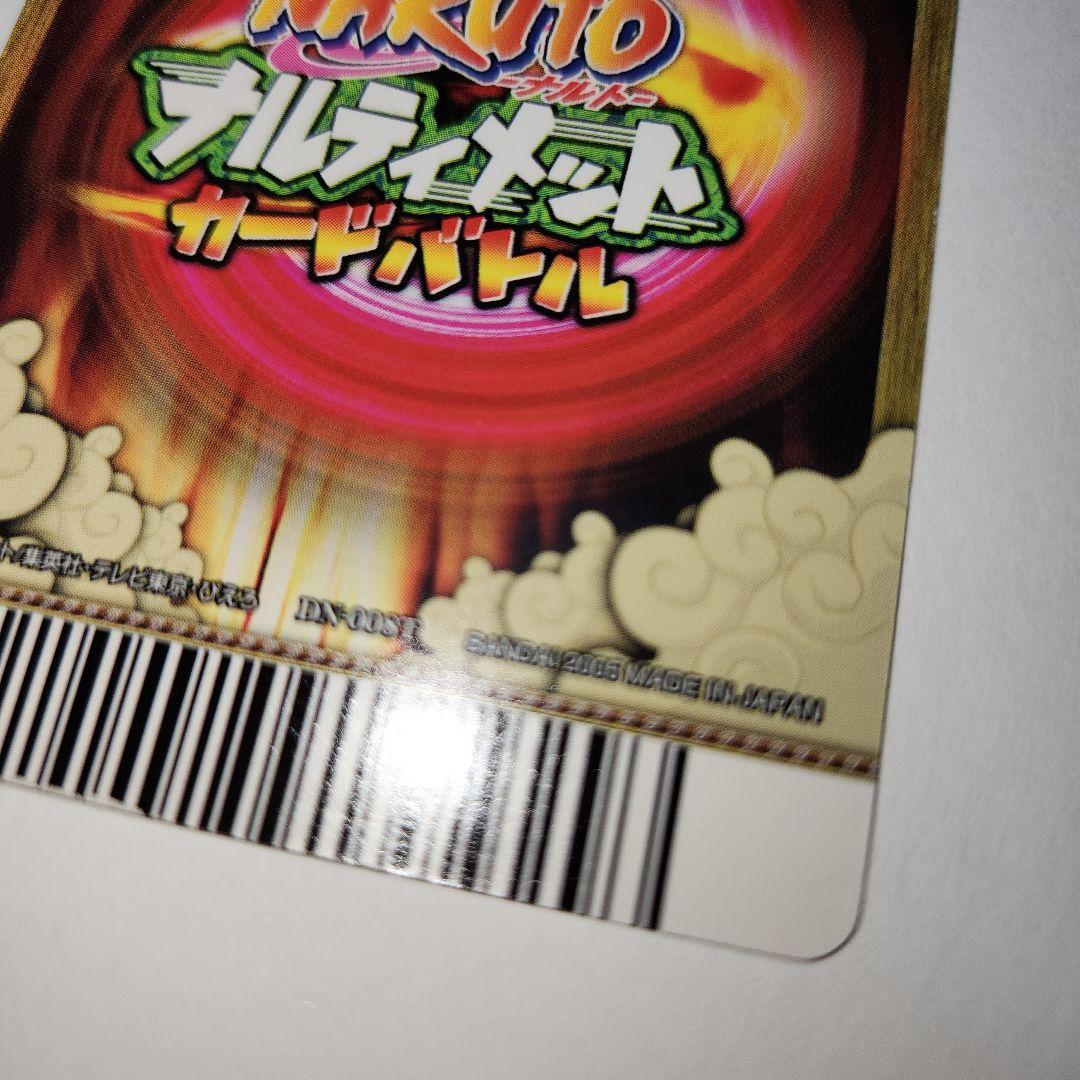 NARUTO
-ナルト-
ナルティメット
カードバトル
ト/集英社・テレビ東京・ぴえろ
BANDAI 2005 MADE IN JAPAN